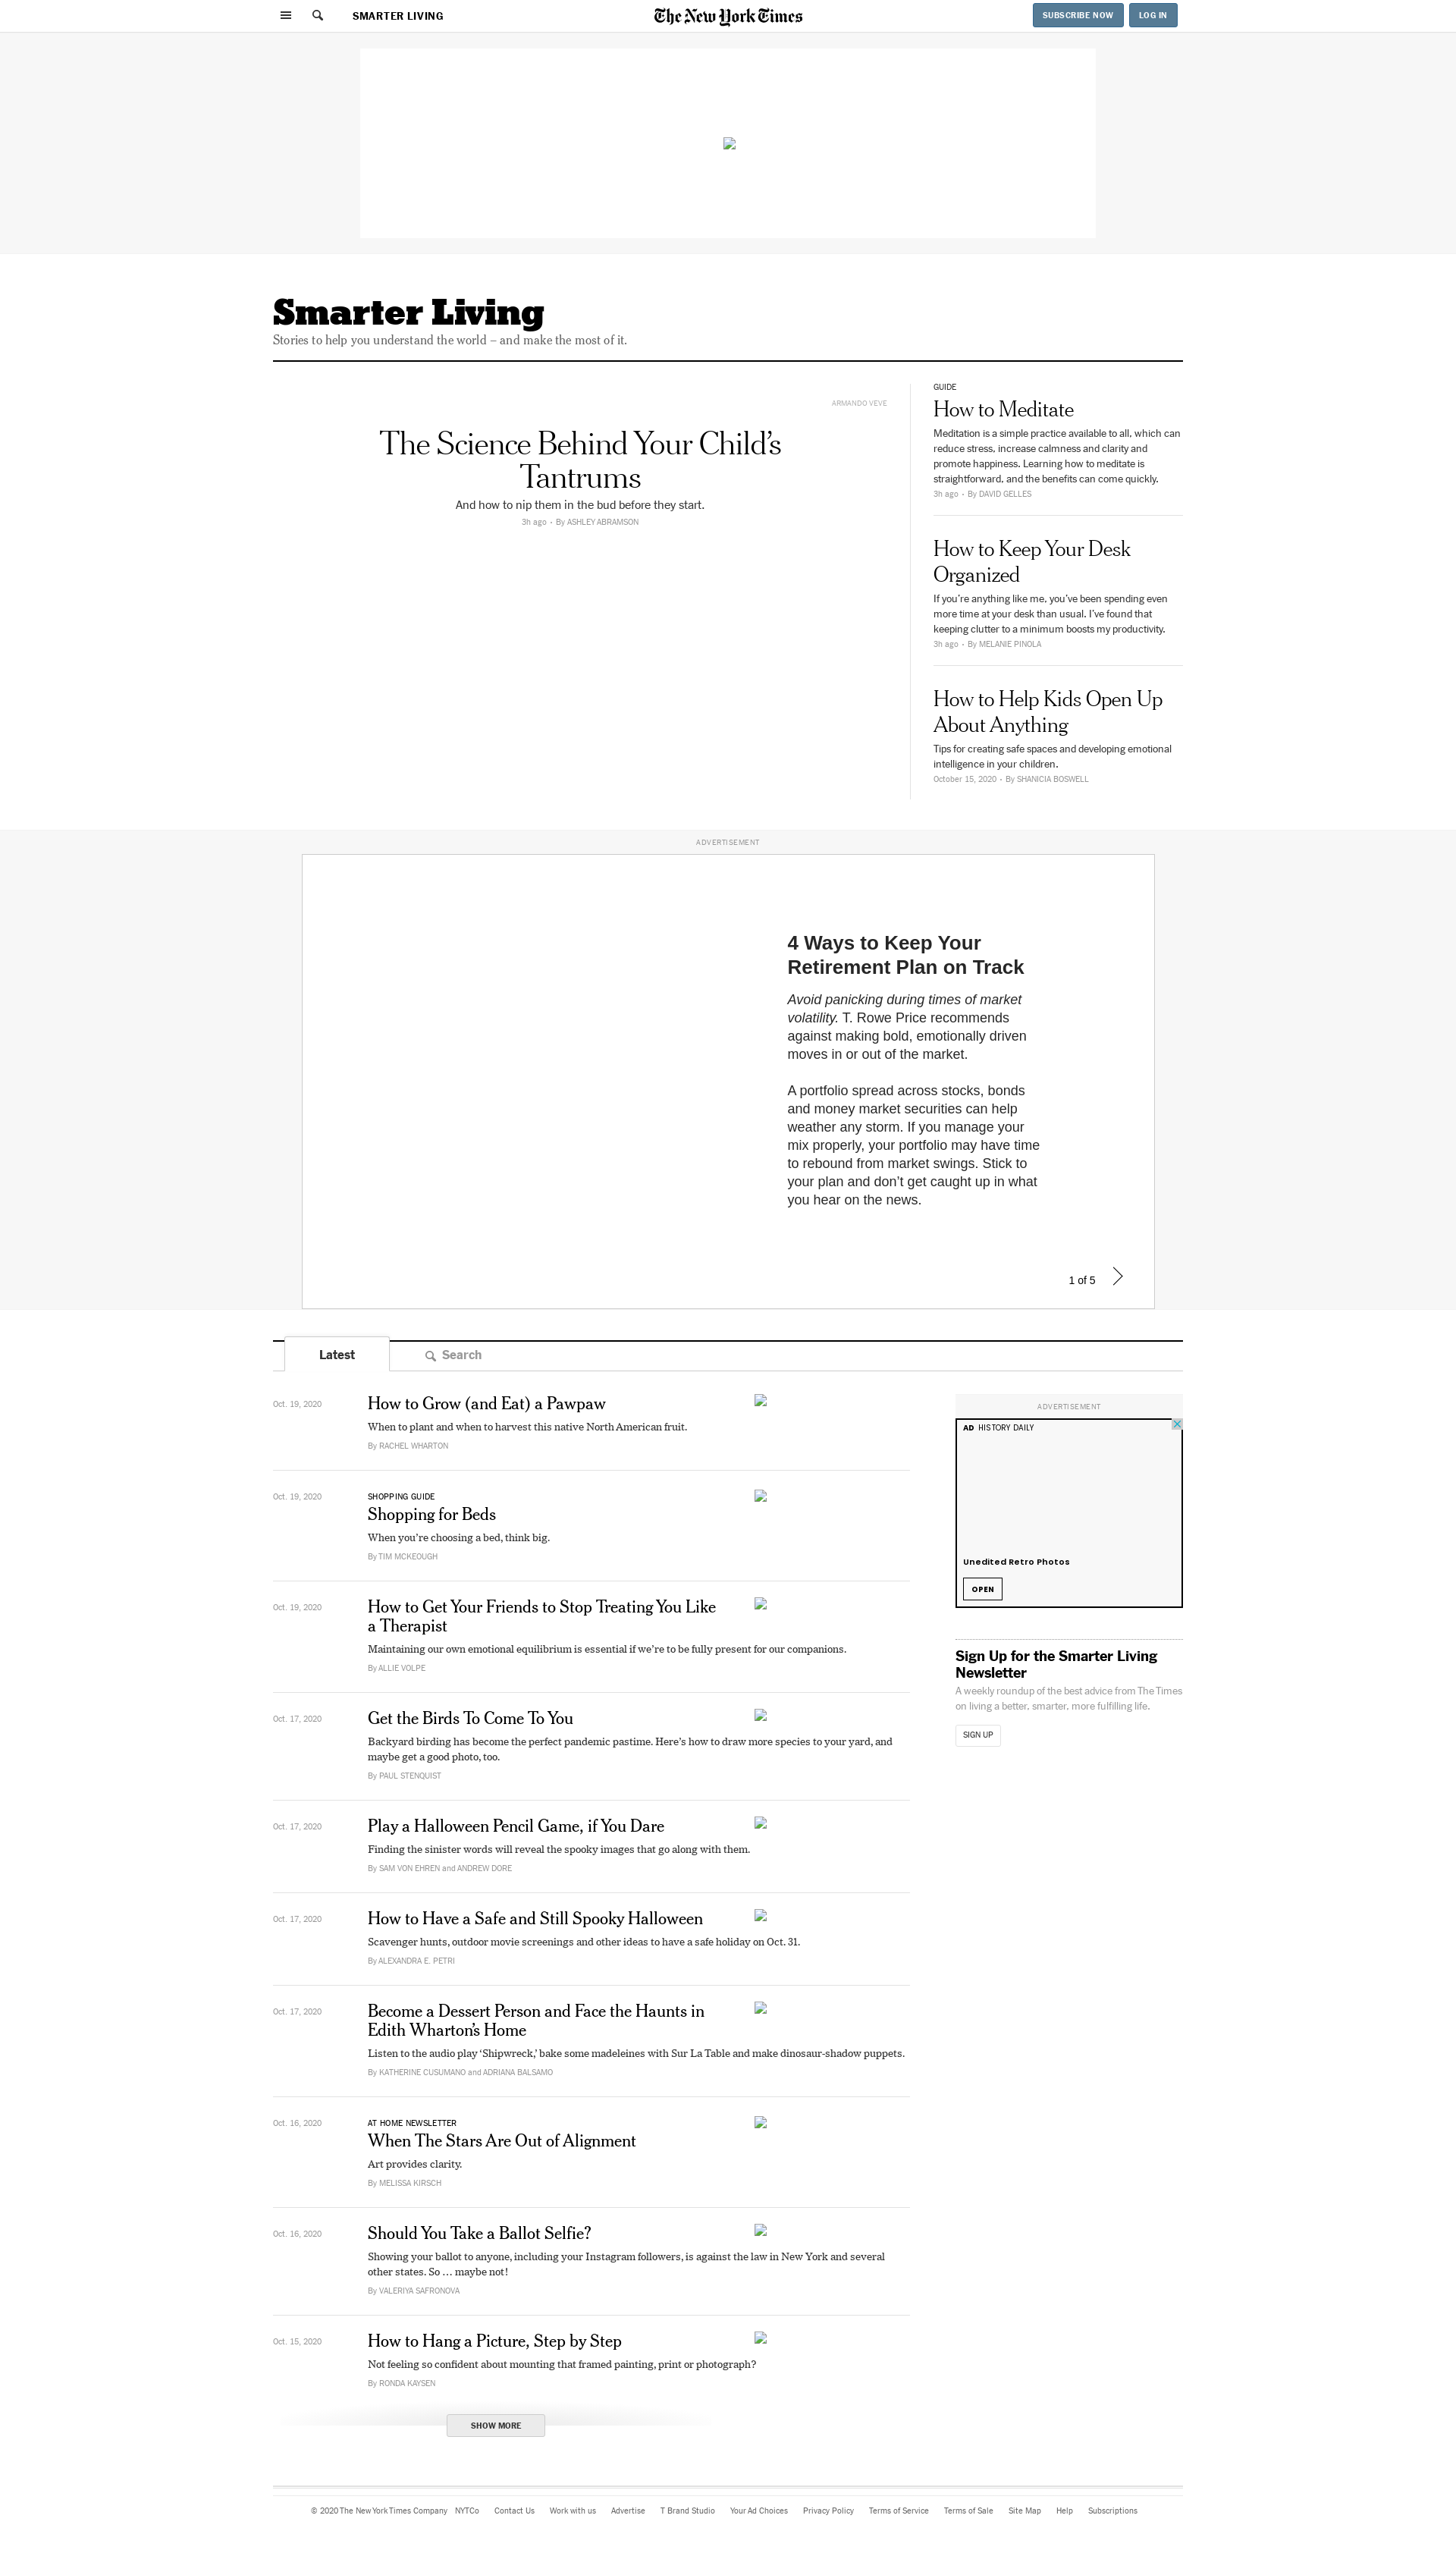 SMARTER LIVING
The New York Times
SUBSCRIBE NOW
LOG IN
Smarter Living
Stories to help you understand the world – and make the most of it.
ARMANDO VEVE
The Science Behind Your Child’s
Tantrums
And how to nip them in the bud before they start.
3h ago • By ASHLEY ABRAMSON
GUIDE
How to Meditate
Meditation is a simple practice available to all, which can
reduce stress, increase calmness and clarity and
promote happiness. Learning how to meditate is
straightforward, and the benefits can come quickly.
3h ago • By DAVID GELLES
How to Keep Your Desk
Organized
If you’re anything like me, you’ve been spending even
more time at your desk than usual. I’ve found that
keeping clutter to a minimum boosts my productivity.
3h ago • By MELANIE PINOLA
How to Help Kids Open Up
About Anything
Tips for creating safe spaces and developing emotional
intelligence in your children.
October 15, 2020 • By SHANICIA BOSWELL
ADVERTISEMENT
4 Ways to Keep Your
Retirement Plan on Track
Avoid panicking during times of market
volatility. T. Rowe Price recommends
against making bold, emotionally driven
moves in or out of the market.
A portfolio spread across stocks, bonds
and money market securities can help
weather any storm. If you manage your
mix properly, your portfolio may have time
to rebound from market swings. Stick to
your plan and don’t get caught up in what
you hear on the news.
1 of 5
Latest
Search
Oct. 19, 2020
How to Grow (and Eat) a Pawpaw
When to plant and when to harvest this native North American fruit.
By RACHEL WHARTON
Oct. 19, 2020
SHOPPING GUIDE
Shopping for Beds
When you’re choosing a bed, think big.
By TIM MCKEOUGH
Oct. 19, 2020
How to Get Your Friends to Stop Treating You Like
a Therapist
Maintaining our own emotional equilibrium is essential if we’re to be fully present for our companions.
By ALLIE VOLPE
Oct. 17, 2020
Get the Birds To Come To You
Backyard birding has become the perfect pandemic pastime. Here’s how to draw more species to your yard, and
maybe get a good photo, too.
By PAUL STENQUIST
Oct. 17, 2020
Play a Halloween Pencil Game, if You Dare
Finding the sinister words will reveal the spooky images that go along with them.
By SAM VON EHREN and ANDREW DORE
Oct. 17, 2020
How to Have a Safe and Still Spooky Halloween
Scavenger hunts, outdoor movie screenings and other ideas to have a safe holiday on Oct. 31.
By ALEXANDRA E. PETRI
Oct. 17, 2020
Become a Dessert Person and Face the Haunts in
Edith Wharton’s Home
Listen to the audio play ‘Shipwreck,’ bake some madeleines with Sur La Table and make dinosaur-shadow puppets.
By KATHERINE CUSUMANO and ADRIANA BALSAMO
Oct. 16, 2020
AT HOME NEWSLETTER
When The Stars Are Out of Alignment
Art provides clarity.
By MELISSA KIRSCH
Oct. 16, 2020
Should You Take a Ballot Selfie?
Showing your ballot to anyone, including your Instagram followers, is against the law in New York and several
other states. So … maybe not!
By VALERIYA SAFRONOVA
Oct. 15, 2020
How to Hang a Picture, Step by Step
Not feeling so confident about mounting that framed painting, print or photograph?
By RONDA KAYSEN
SHOW MORE
ADVERTISEMENT
AD HISTORY DAILY
Unedited Retro Photos
OPEN
Sign Up for the Smarter Living
Newsletter
A weekly roundup of the best advice from The Times
on living a better, smarter, more fulfilling life.
SIGN UP
© 2020 The New York Times Company NYTCo Contact Us Work with us Advertise T Brand Studio Your Ad Choices Privacy Policy Terms of Service Terms of Sale Site Map Help Subscriptions